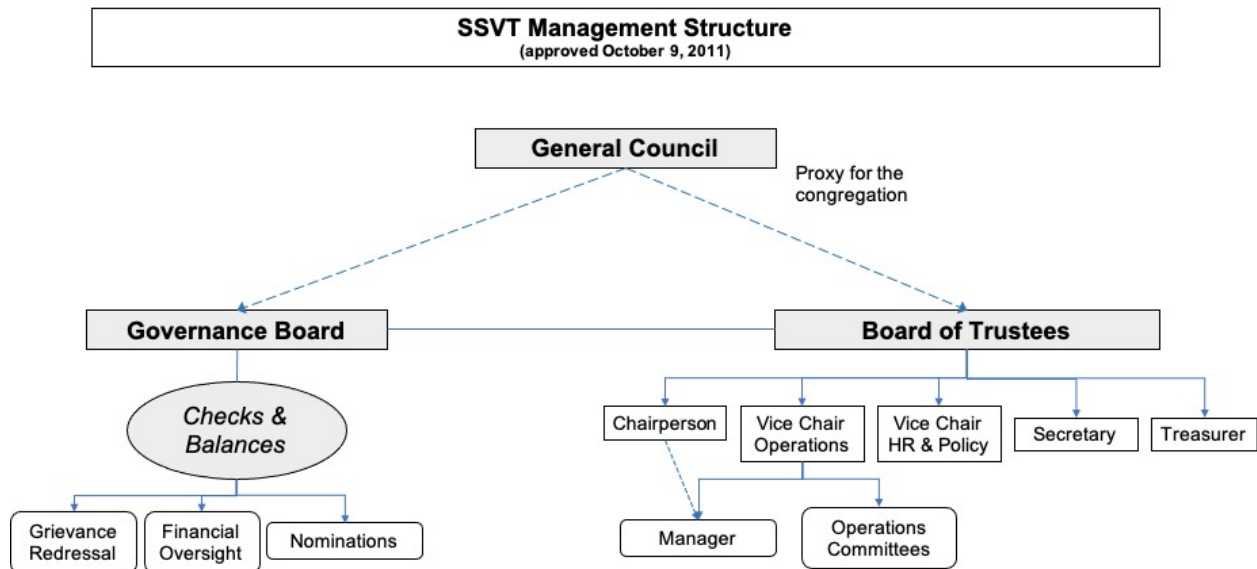 SSVT Management Structure
(approved October 9, 2011)
General Council
Proxy for the
congregation
Governance Board
Board of Trustees
Checks &
Balances
Chairperson
Vice Chair
Operations
Vice Chair
HR & Policy
Secretary
Treasurer
Grievance
Redressal
Financial
Oversight
Nominations
Manager
Operations
Committees